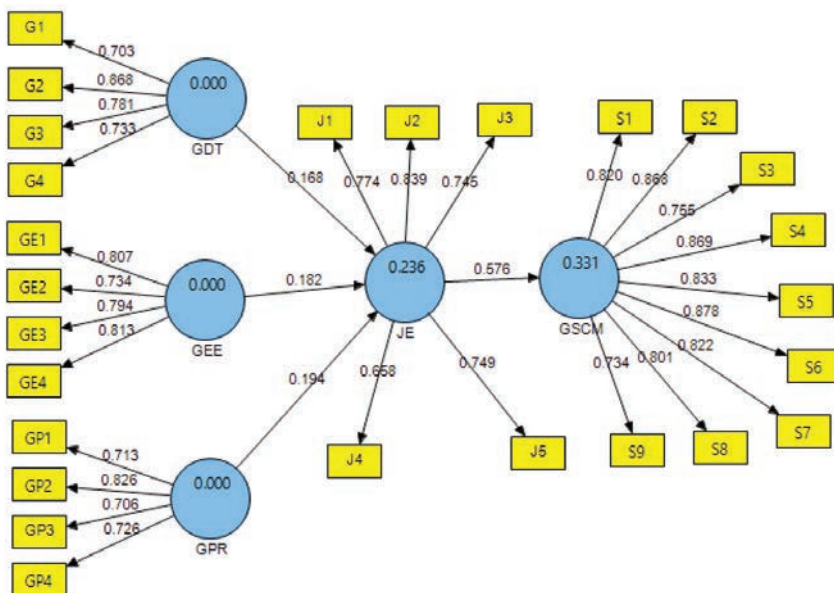 G1
0.703
G2
0.868
G3
0.781
G4
0.733
0.000
GDT
0.168
GE1
0.807
GE2
0.734
GE3
0.794
GE4
0.813
0.000
GEE
0.182
GP1
0.713
GP2
0.826
GP3
0.706
GP4
0.726
0.000
GPR
0.194
J1
0.774
J2
0.839
J3
0.745
0.236
JE
0.658
J4
0.749
J5
0.576
0.331
GSCM
S1
0.820
S2
0.868
S3
0.755
S4
0.869
S5
0.833
S6
0.878
S7
0.822
S8
0.801
S9
0.734